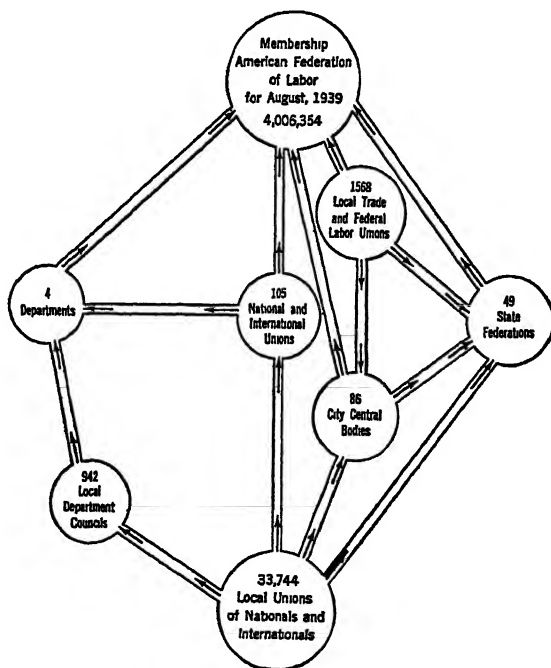 Membership
American Federation
of Labor
for August, 1939
4,006,354
1568
Local Trade
and Federal
Labor Unions
4
Departments
105
National and
International
Unions
49
State
Federations
86
City Central
Bodies
942
Local
Department
Councils
33,744
Local Unions
of Nationals and
Internationals